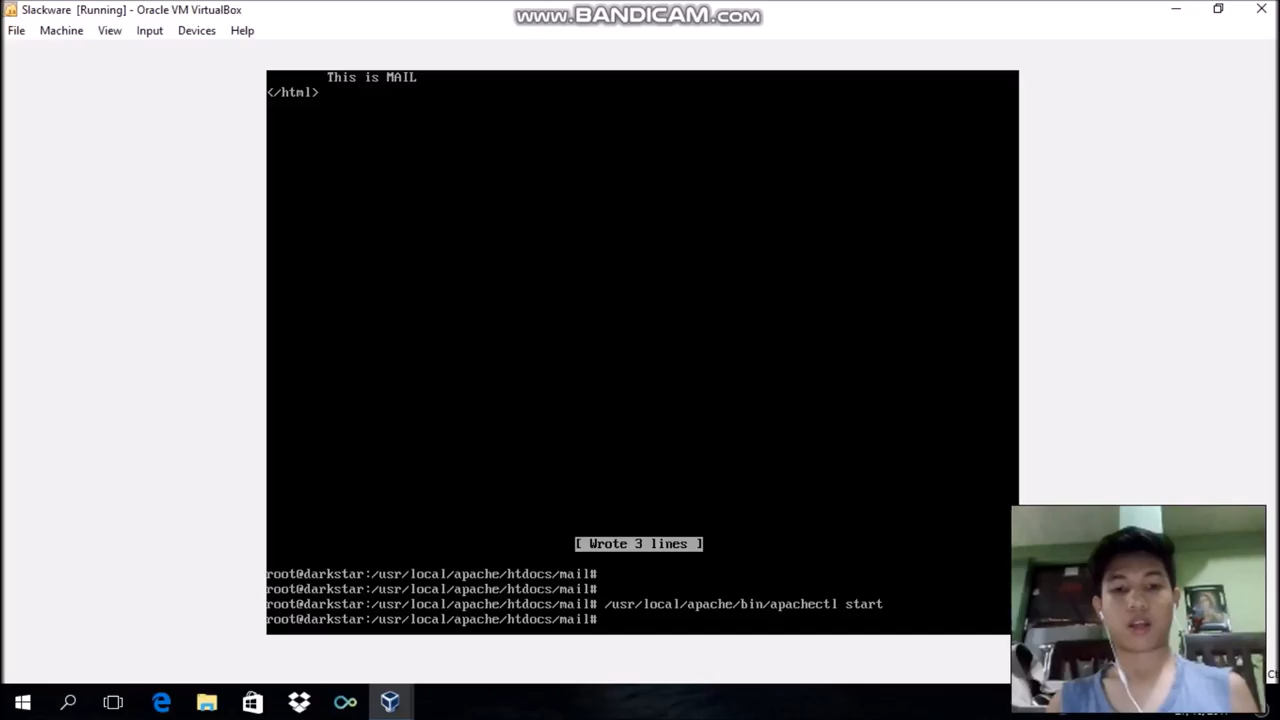 Slackware [Running] - Oracle VM VirtualBox
WWW.BANDICAM.COM
File Machine View Input Devices Help
This is MAIL
</html>
[ Wrote 3 lines ]
root@darkstar:/usr/local/apache/htdocs/mail#
root@darkstar:/usr/local/apache/htdocs/mail#
root@darkstar:/usr/local/apache/htdocs/mail# /usr/local/apache/bin/apachectl start
root@darkstar:/usr/local/apache/htdocs/mail#